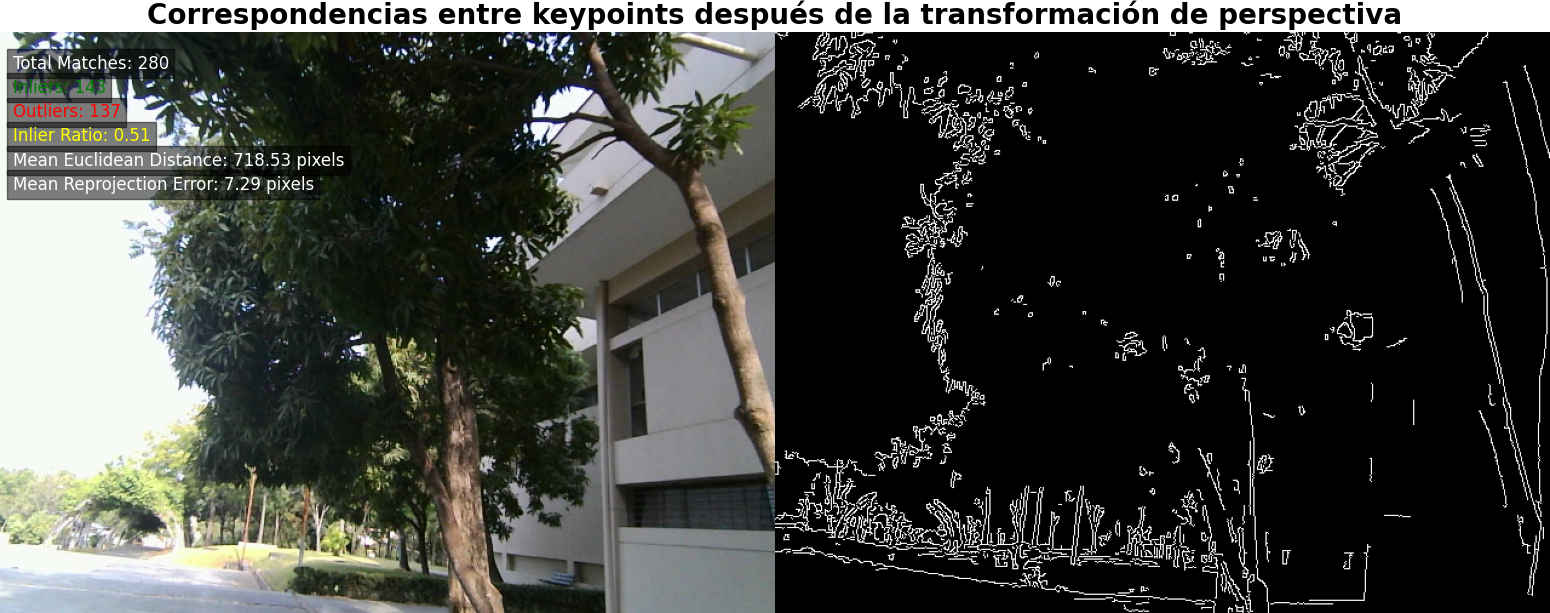 Correspondencias entre keypoints después de la transformación de perspectiva
Total Matches: 280
Inliers: 143
Outliers: 137
Inlier Ratio: 0.51
Mean Euclidean Distance: 718.53 pixels
Mean Reprojection Error: 7.29 pixels